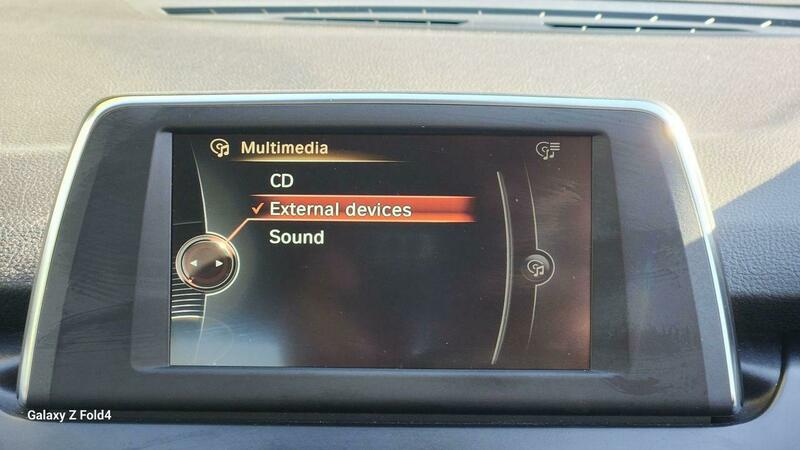 Multimedia
CD
✓ External devices
Sound
Galaxy Z Fold4